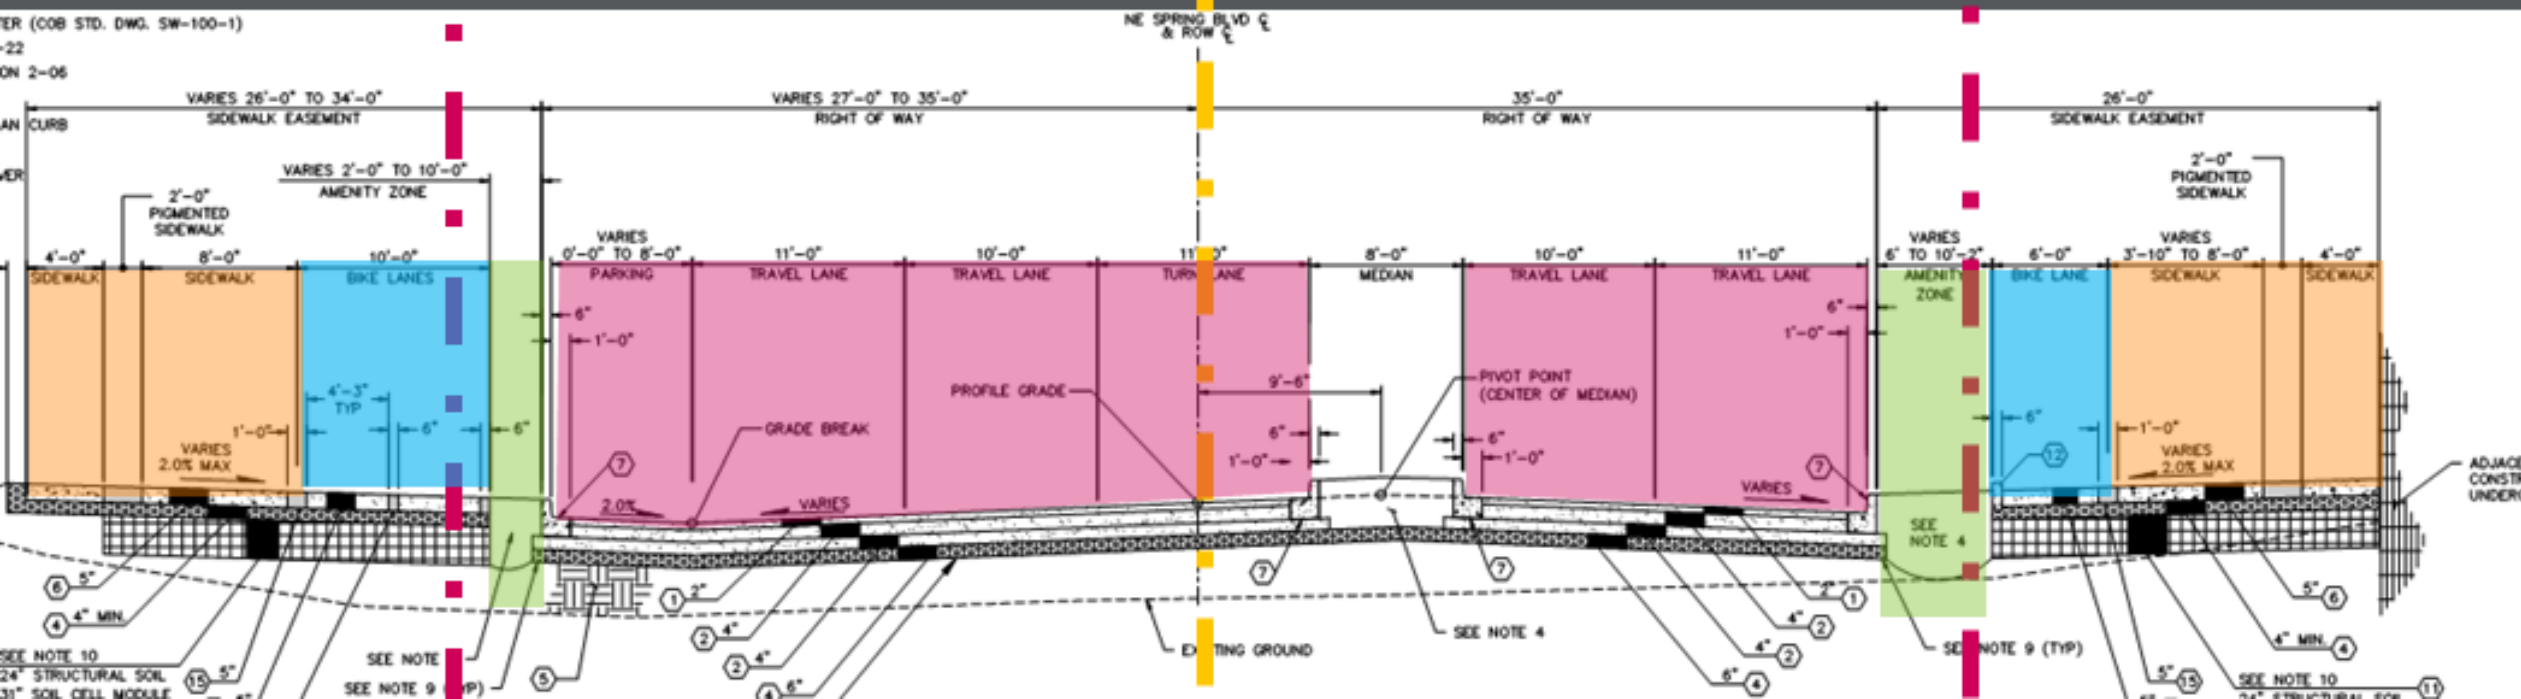 TER (COB STD. DWG. SW-100-1)
-22
ON 2-06
AN CURB
VER
NE SPRING BLVD ℄
& ROW ℄
VARIES 26'-0" TO 34'-0"
SIDEWALK EASEMENT
VARIES 27'-0" TO 35'-0"
RIGHT OF WAY
35'-0"
RIGHT OF WAY
26'-0"
SIDEWALK EASEMENT
VARIES 2'-0" TO 10'-0"
AMENITY ZONE
2'-0"
PIGMENTED
SIDEWALK
2'-0"
PIGMENTED
SIDEWALK
4'-0"
SIDEWALK
8'-0"
SIDEWALK
10'-0"
BIKE LANES
VARIES
0'-0" TO 8'-0"
PARKING
11'-0"
TRAVEL LANE
10'-0"
TRAVEL LANE
TURN LANE
8'-0"
MEDIAN
10'-0"
TRAVEL LANE
11'-0"
TRAVEL LANE
VARIES
6' TO 10'-2"
AMENITY
ZONE
6'-0"
BIKE LANE
VARIES
3'-10" TO 8'-0"
SIDEWALK
4'-0"
SIDEWALK
6"
1'-0"
6"
1'-0"
4'-3"
TYP
1'-0"
6"
6"
VARIES
2.0% MAX
PROFILE GRADE
GRADE BREAK
9'-6"
PIVOT POINT
(CENTER OF MEDIAN)
6"
1'-0"
6"
1'-0"
6"
1'-0"
VARIES
2.0% MAX
12
7
2.0%
VARIES
VARIES
7
ADJACE
CONSTR
UNDERG
SEE
NOTE 4
6 5"
4 4" MIN.
SEE NOTE 10
24" STRUCTURAL SOIL
31" SOIL CELL MODULE
15 5"
SEE NOTE
SEE NOTE 9
5
1 2"
2 4"
2 4"
4 6"
7
7
EXISTING GROUND
SEE NOTE 4
2" 1
4" 2
4" 2
6" 4
SEE NOTE 9 (TYP)
5" 6
4" MIN. 4
5" 15
SEE NOTE 10 11
24" STRUCTURAL SOIL